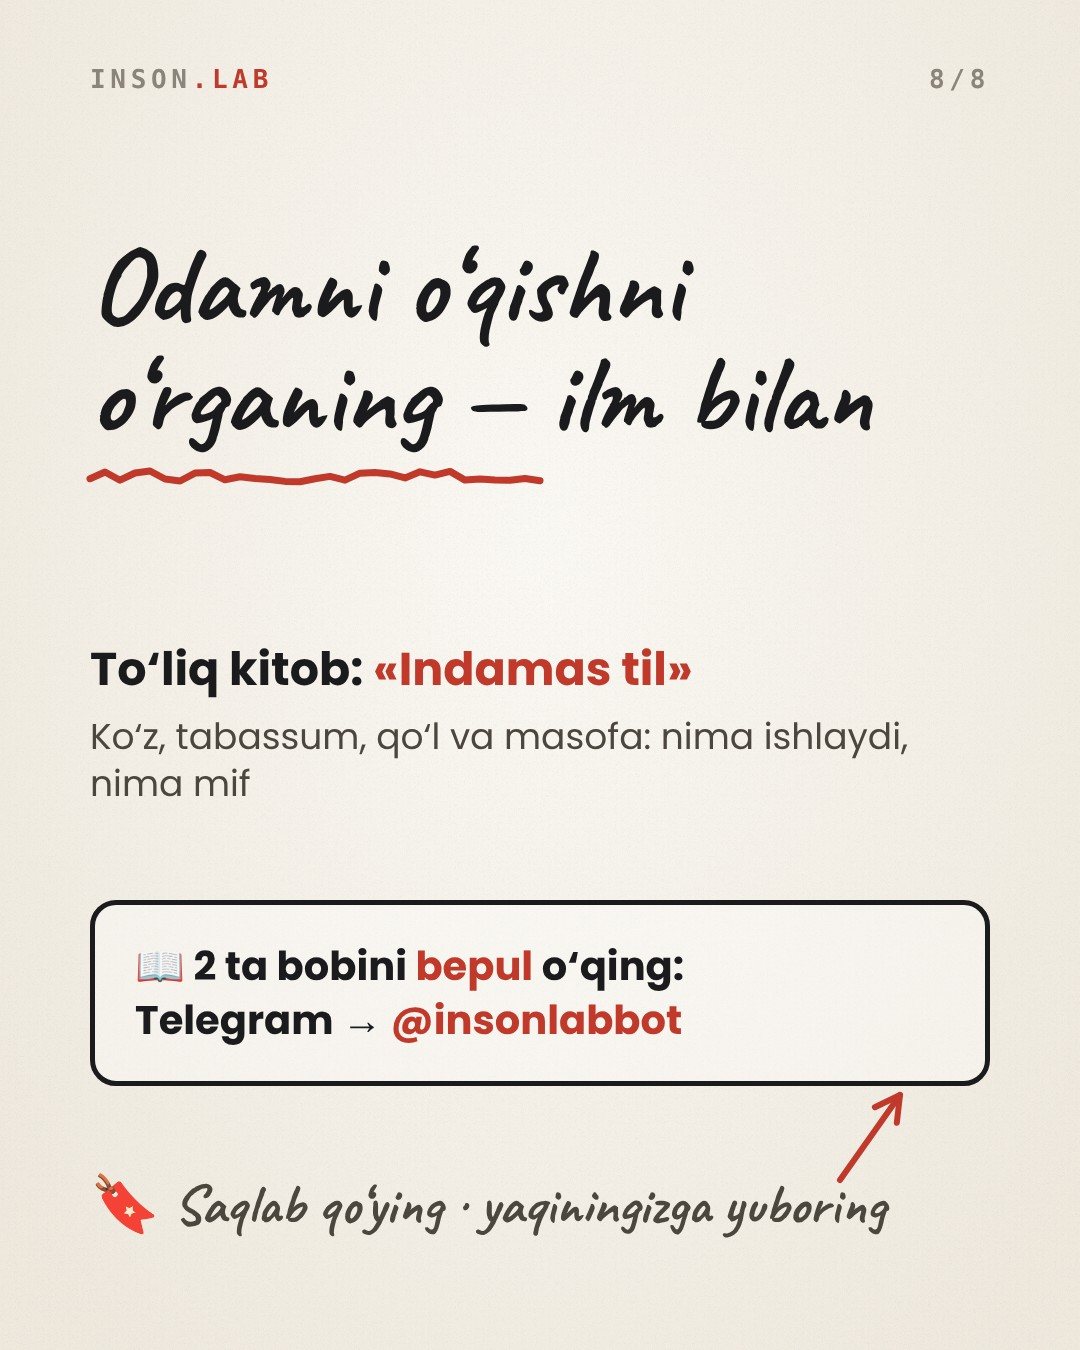 INSON.LAB
8/8
Odamni o‘qishni
o‘rganing — ilm bilan
To‘liq kitob: «Indamas til»
Ko‘z, tabassum, qo‘l va masofa: nima ishlaydi,
nima mif
📖 2 ta bobini bepul o‘qing:
Telegram → @insonlabbot
🔖 Saqlab qo‘ying · yaqiningizga yuboring